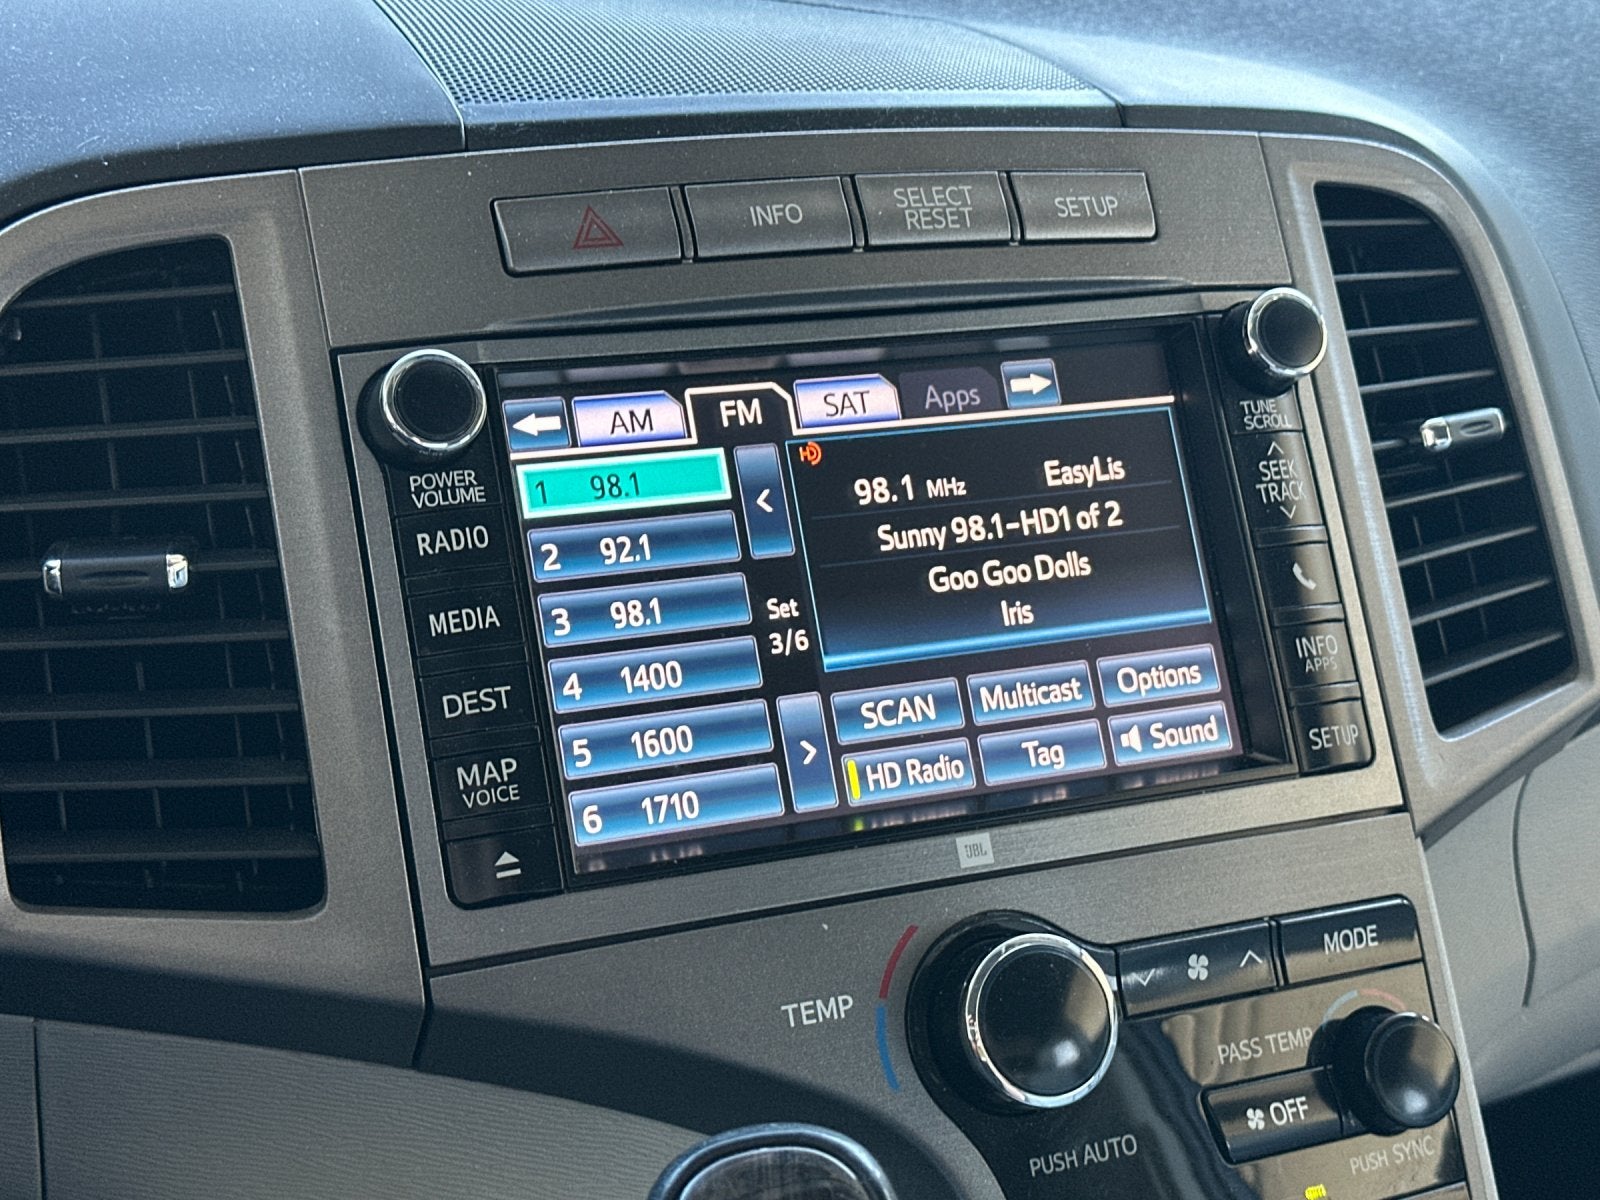 INFO
SELECT
RESET
SETUP
POWER
VOLUME
RADIO
MEDIA
DEST
MAP
VOICE
AM
FM
SAT
Apps
1 98.1
2 92.1
3 98.1
4 1400
5 1600
6 1710
<
Set
3/6
>
HD
98.1 MHz EasyLis
Sunny 98.1-HD1 of 2
Goo Goo Dolls
Iris
SCAN
Multicast
Options
HD Radio
Tag
Sound
TUNE
SCROLL
SEEK
TRACK
INFO
APPS
SETUP
JBL
TEMP
MODE
PASS TEMP
OFF
PUSH AUTO
PUSH SYNC